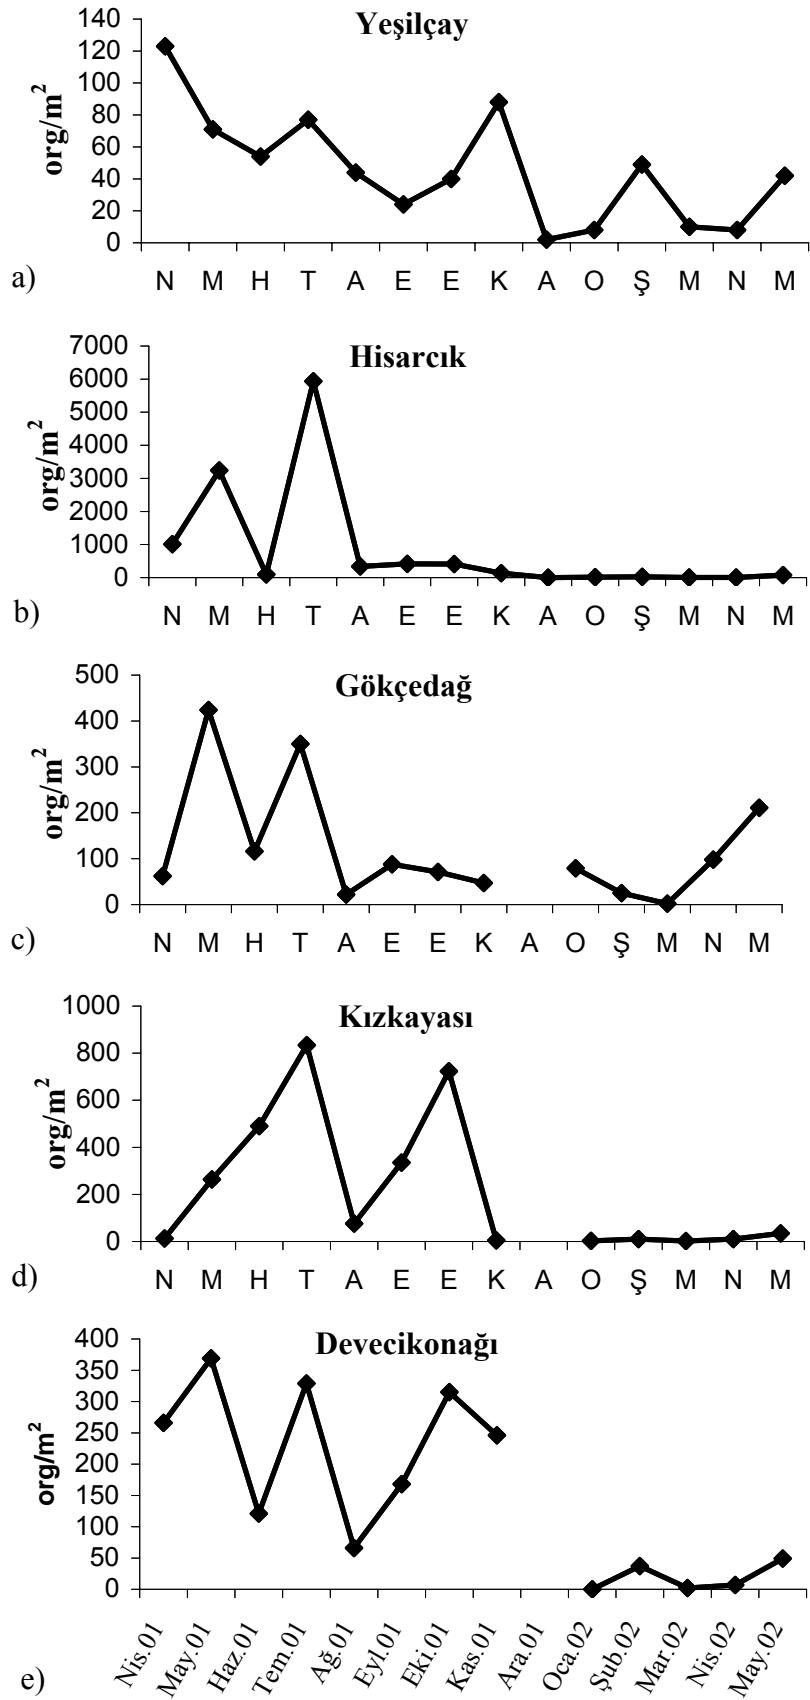 Yeşilçay
org/m²
140
120
100
80
60
40
20
0
N M H T A E E K A O Ş M N M
a)
Hisarcık
org/m²
7000
6000
5000
4000
3000
2000
1000
0
N M H T A E E K A O Ş M N M
b)
Gökçedağ
org/m²
500
400
300
200
100
0
N M H T A E E K A O Ş M N M
c)
Kızkayası
org/m²
1000
800
600
400
200
0
N M H T A E E K A O Ş M N M
d)
Devecikonağı
org/m²
400
350
300
250
200
150
100
50
0
Nis.01 May.01 Haz.01 Tem.01 Ağ.01 Eyl.01 Eki.01 Kas.01 Ara.01 Oca.02 Şub.02 Mar.02 Nis.02 May.02
e)